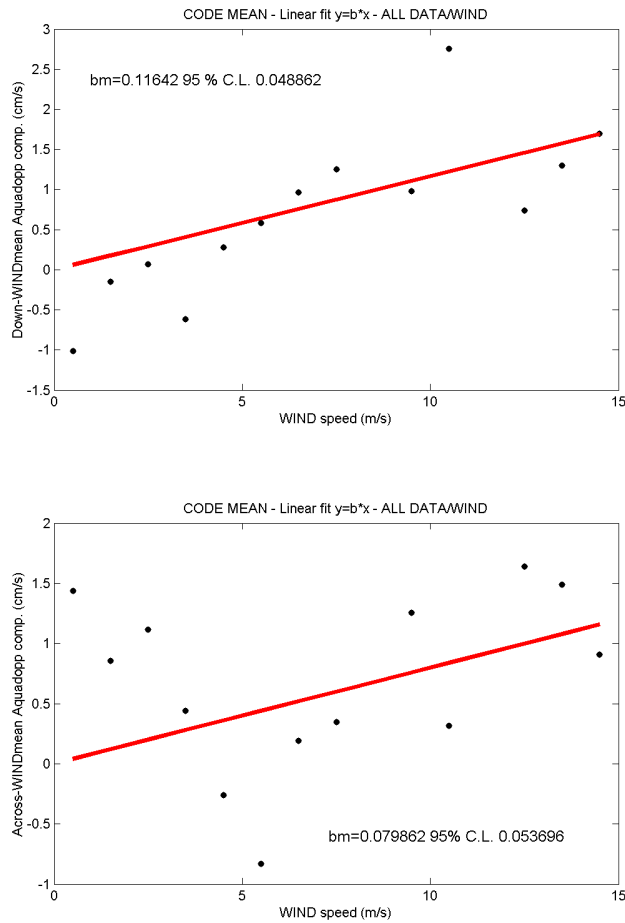 CODE MEAN - Linear fit y=b*x - ALL DATA/WIND
3
2.5
2
1.5
1
0.5
0
-0.5
-1
-1.5
bm=0.11642 95 % C.L. 0.048862
Down-WINDmean Aquadopp comp. (cm/s)
0 5 10 15
WIND speed (m/s)
CODE MEAN - Linear fit y=b*x - ALL DATA/WIND
2
1.5
1
0.5
0
-0.5
-1
Across-WINDmean Aquadopp comp. (cm/s)
bm=0.079862 95% C.L. 0.053696
0 5 10 15
WIND speed (m/s)